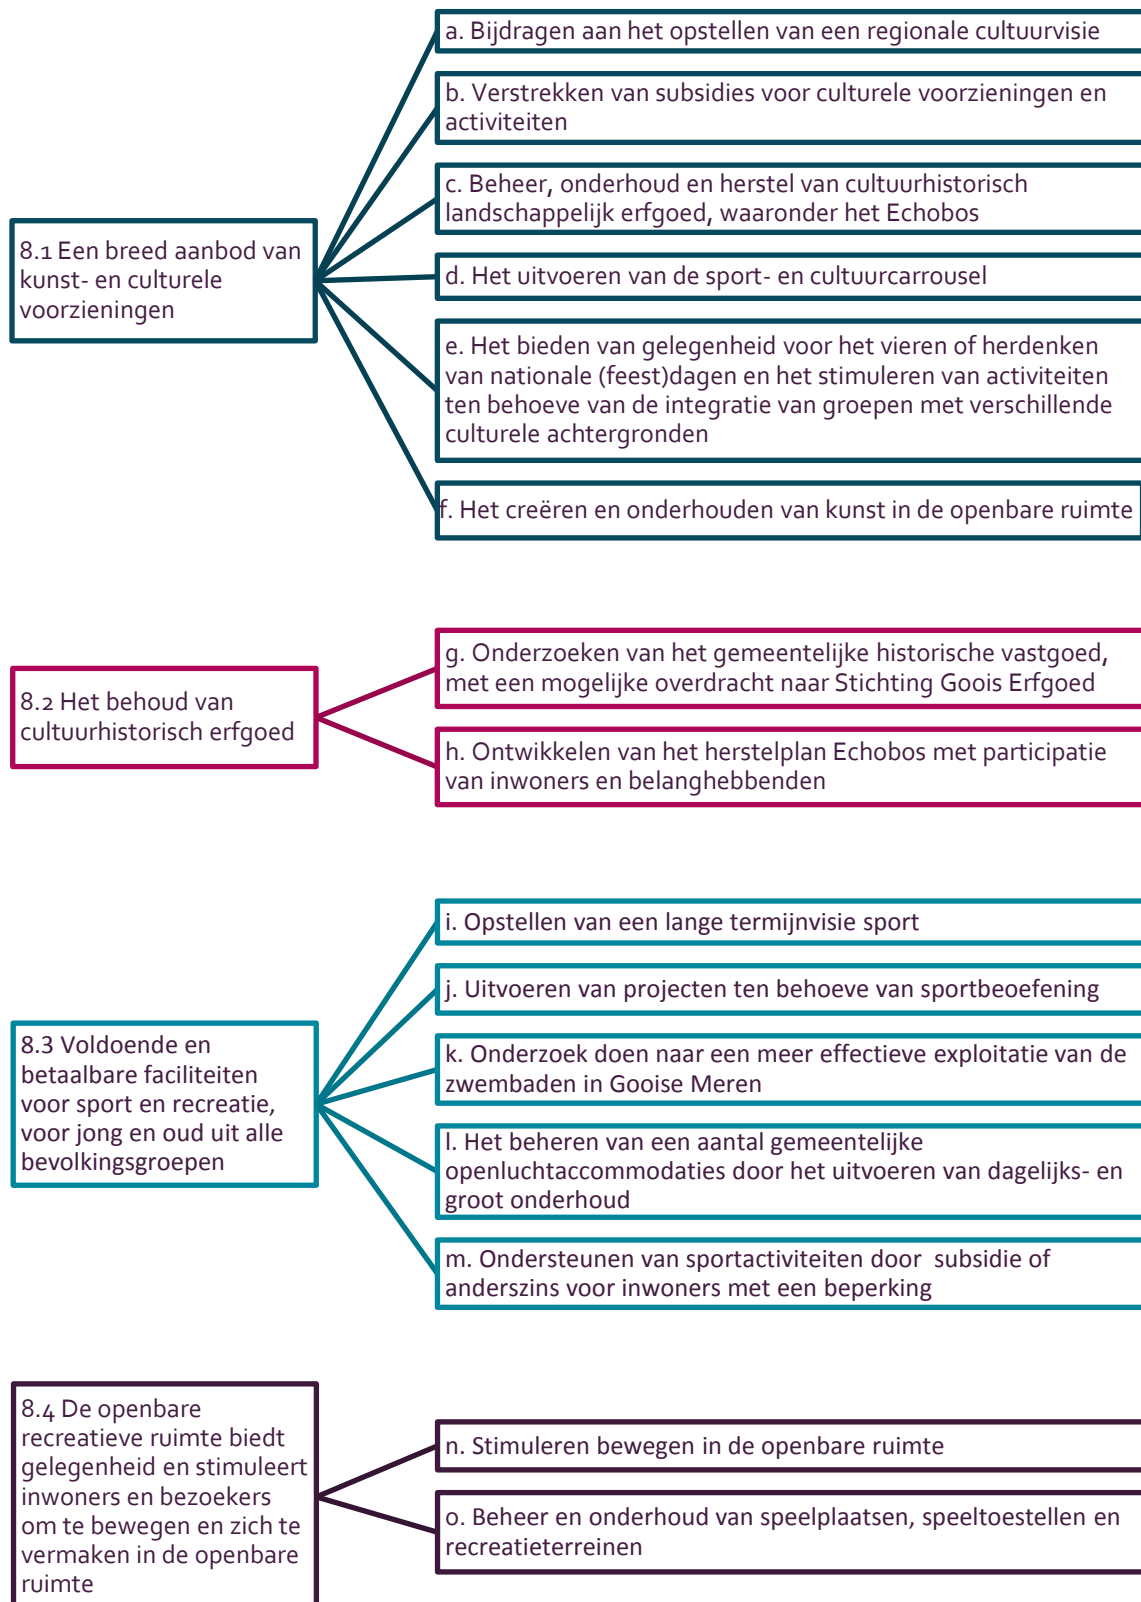 8.1 Een breed aanbod van
kunst- en culturele
voorzieningen
a. Bijdragen aan het opstellen van een regionale cultuurvisie
b. Verstrekken van subsidies voor culturele voorzieningen en
activiteiten
c. Beheer, onderhoud en herstel van cultuurhistorisch
landschappelijk erfgoed, waaronder het Echobos
d. Het uitvoeren van de sport- en cultuurcarrousel
e. Het bieden van gelegenheid voor het vieren of herdenken
van nationale (feest)dagen en het stimuleren van activiteiten
ten behoeve van de integratie van groepen met verschillende
culturele achtergronden
f. Het creëren en onderhouden van kunst in de openbare ruimte
8.2 Het behoud van
cultuurhistorisch erfgoed
g. Onderzoeken van het gemeentelijke historische vastgoed,
met een mogelijke overdracht naar Stichting Goois Erfgoed
h. Ontwikkelen van het herstelplan Echobos met participatie
van inwoners en belanghebbenden
8.3 Voldoende en
betaalbare faciliteiten
voor sport en recreatie,
voor jong en oud uit alle
bevolkingsgroepen
i. Opstellen van een lange termijnvisie sport
j. Uitvoeren van projecten ten behoeve van sportbeoefening
k. Onderzoek doen naar een meer effectieve exploitatie van de
zwembaden in Gooise Meren
l. Het beheren van een aantal gemeentelijke
openluchtaccommodaties door het uitvoeren van dagelijks- en
groot onderhoud
m. Ondersteunen van sportactiviteiten door  subsidie of
anderszins voor inwoners met een beperking
8.4 De openbare
recreatieve ruimte biedt
gelegenheid en stimuleert
inwoners en bezoekers
om te bewegen en zich te
vermaken in de openbare
ruimte
n. Stimuleren bewegen in de openbare ruimte
o. Beheer en onderhoud van speelplaatsen, speeltoestellen en
recreatieterreinen